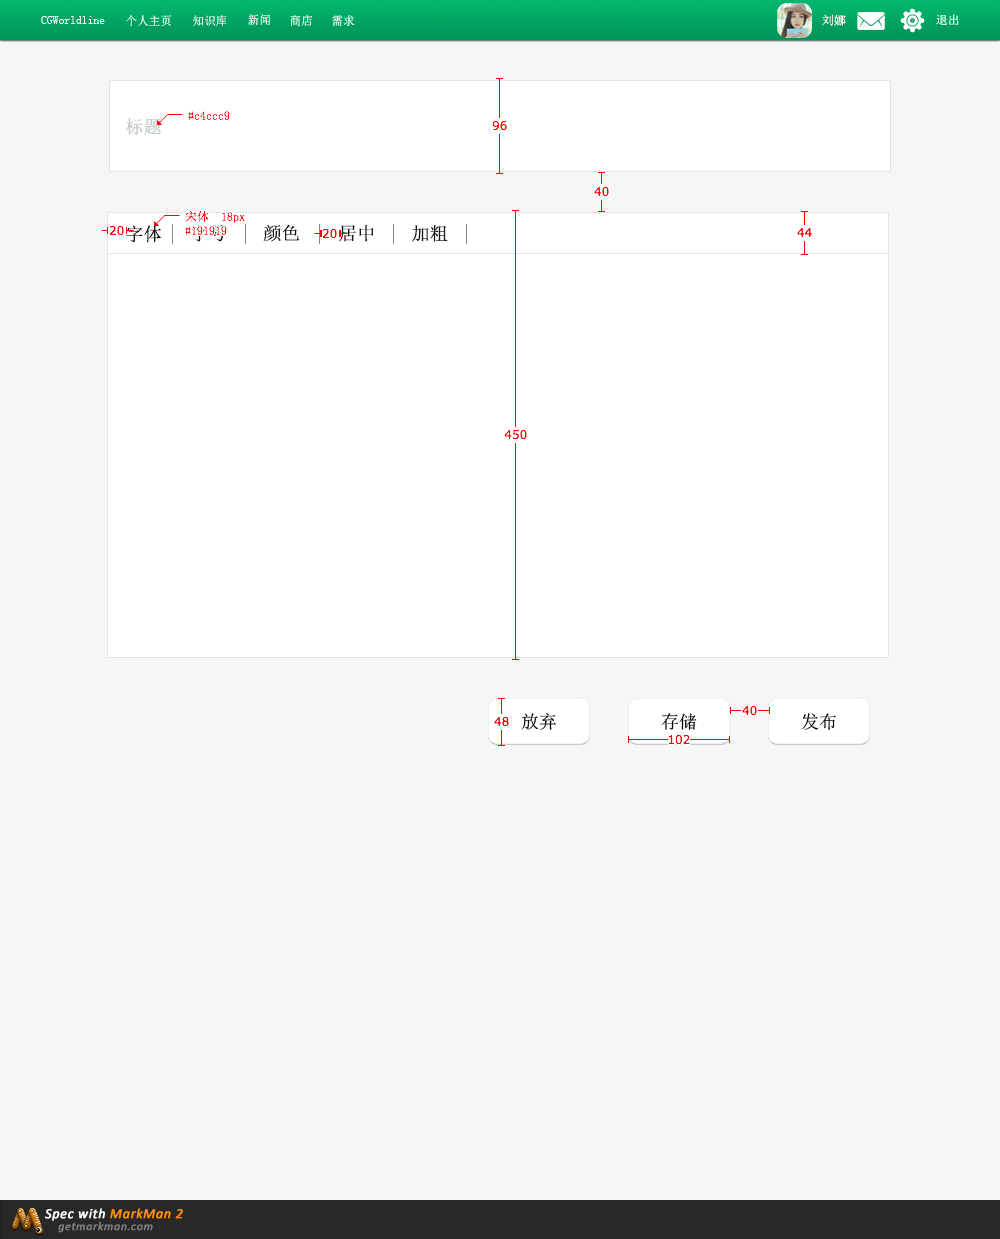 CGWorldline 个人主页 知识库 新闻 商店 需求 刘娜 退出
标题
#c4ccc9
96
40
宋体 18px
#191919
20 字体 颜色 20 居中 加粗 44
450
48 放弃 存储 40 发布
102
Spec with MarkMan 2
getmarkman.com